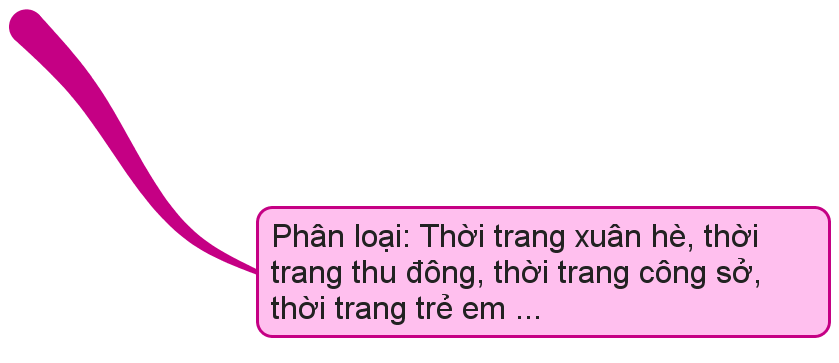 Phân loại: Thời trang xuân hè, thời
trang thu đông, thời trang công sở,
thời trang trẻ em ...